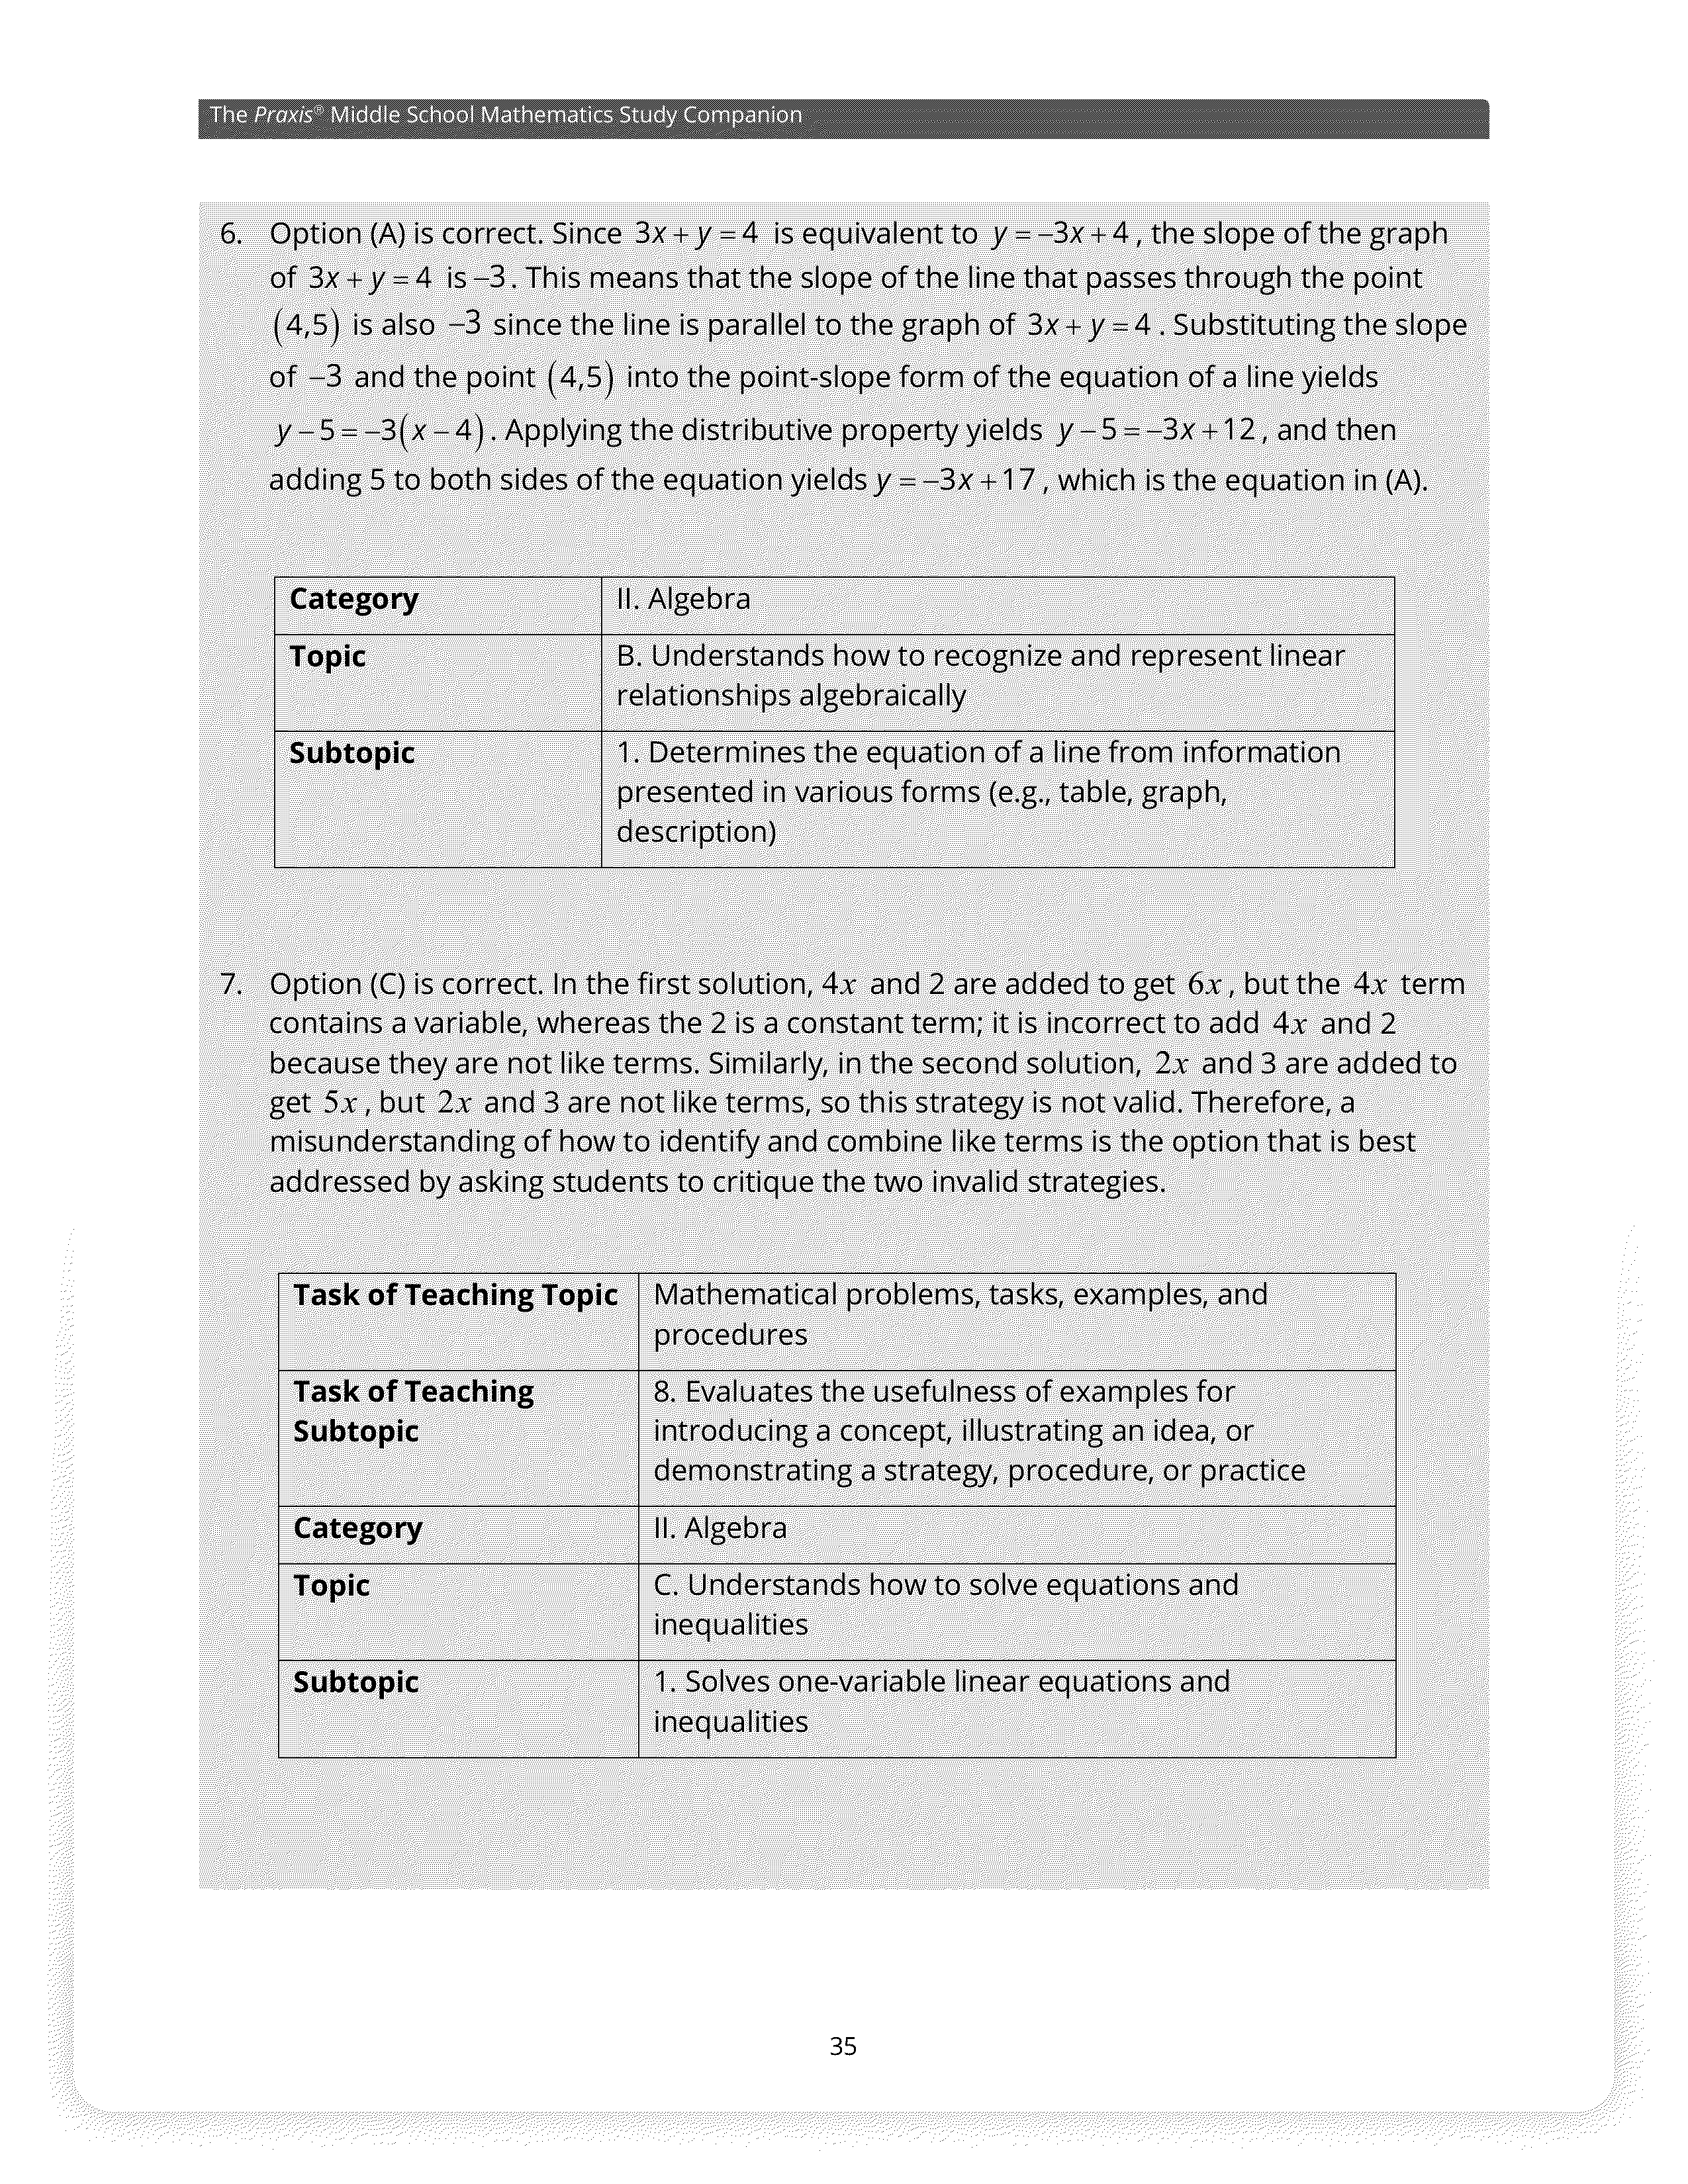 The Praxis® Middle School Mathematics Study Companion
6. Option (A) is correct. Since 3x + y = 4 is equivalent to y = −3x + 4, the slope of the graph
of 3x + y = 4 is −3. This means that the slope of the line that passes through the point
(4,5) is also −3 since the line is parallel to the graph of 3x + y = 4. Substituting the slope
of −3 and the point (4,5) into the point-slope form of the equation of a line yields
y − 5 = −3(x − 4). Applying the distributive property yields y − 5 = −3x + 12, and then
adding 5 to both sides of the equation yields y = −3x + 17, which is the equation in (A).
Category II. Algebra
Topic B. Understands how to recognize and represent linear
relationships algebraically
Subtopic 1. Determines the equation of a line from information
presented in various forms (e.g., table, graph,
description)
7. Option (C) is correct. In the first solution, 4x and 2 are added to get 6x, but the 4x term
contains a variable, whereas the 2 is a constant term; it is incorrect to add 4x and 2
because they are not like terms. Similarly, in the second solution, 2x and 3 are added to
get 5x, but 2x and 3 are not like terms, so this strategy is not valid. Therefore, a
misunderstanding of how to identify and combine like terms is the option that is best
addressed by asking students to critique the two invalid strategies.
Task of Teaching Topic Mathematical problems, tasks, examples, and
procedures
Task of Teaching 8. Evaluates the usefulness of examples for
Subtopic introducing a concept, illustrating an idea, or
demonstrating a strategy, procedure, or practice
Category II. Algebra
Topic C. Understands how to solve equations and
inequalities
Subtopic 1. Solves one-variable linear equations and
inequalities
35